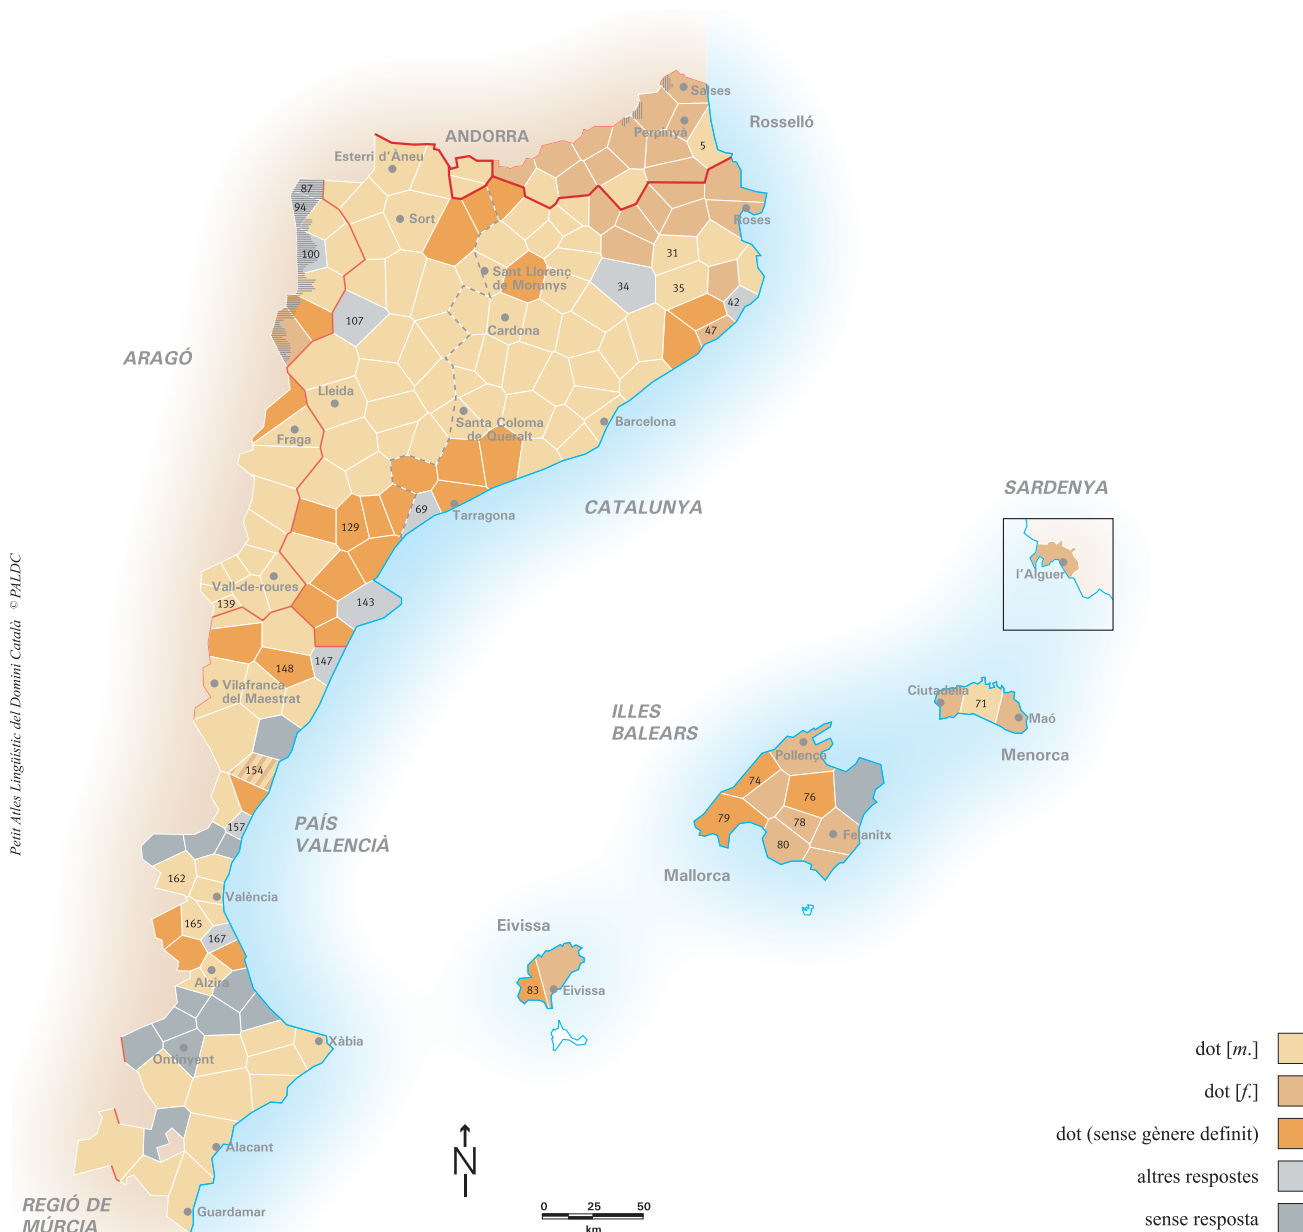 Salses
Rosselló
Perpinyà
5
ANDORRA
Esterri d'Àneu
87
94
Sort
Roses
100
31
Sant Llorenç
de Morunys
34
35
42
107
47
Cardona
ARAGÓ
Lleida
Santa Coloma
de Queralt
Barcelona
Fraga
SARDENYA
CATALUNYA
69
Tarragona
129
l'Alguer
Vall-de-roures
139
143
147
148
Vilafranca
del Maestrat
Ciutadella
71
Maó
Menorca
ILLES
BALEARS
Pollença
154
74
76
79
78
80
Felanitx
Mallorca
PAÍS
VALENCIÀ
157
162
València
165
167
Eivissa
Alzira
83
Eivissa
Xàbia
Ontinyent
Alacant
Guardamar
REGIÓ DE
MÚRCIA
N
0 25 50
km
dot [m.]
dot [f.]
dot (sense gènere definit)
altres respostes
sense resposta
Petit Atles Lingüístic del Domini Català © PALDC